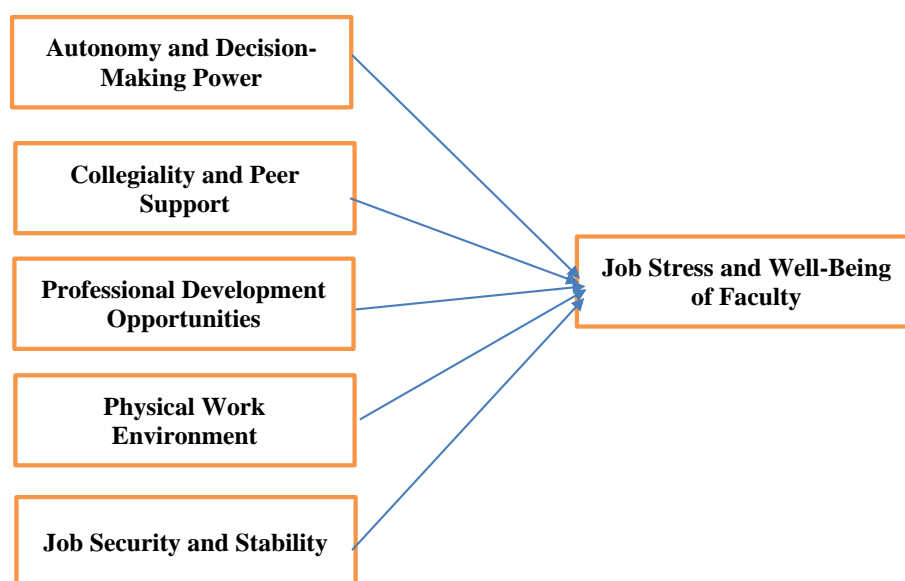 Autonomy and Decision-
Making Power
Collegiality and Peer
Support
Professional Development
Opportunities
Physical Work
Environment
Job Security and Stability
Job Stress and Well-Being
of Faculty